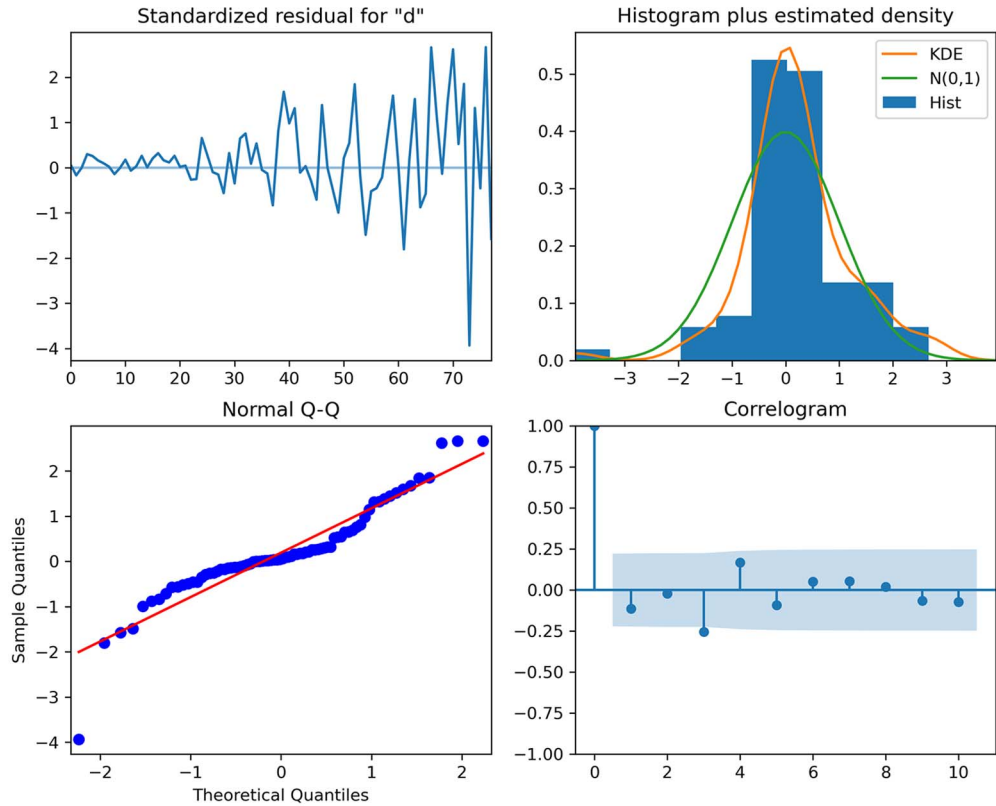 Standardized residual for "d"
2
1
0
−1
−2
−3
−4
0 10 20 30 40 50 60 70
Histogram plus estimated density
KDE
N(0,1)
Hist
0.5
0.4
0.3
0.2
0.1
0.0
−3 −2 −1 0 1 2 3
Normal Q-Q
Sample Quantiles
2
1
0
−1
−2
−3
−4
−2 −1 0 1 2
Theoretical Quantiles
Correlogram
1.00
0.75
0.50
0.25
0.00
−0.25
−0.50
−0.75
−1.00
0 2 4 6 8 10